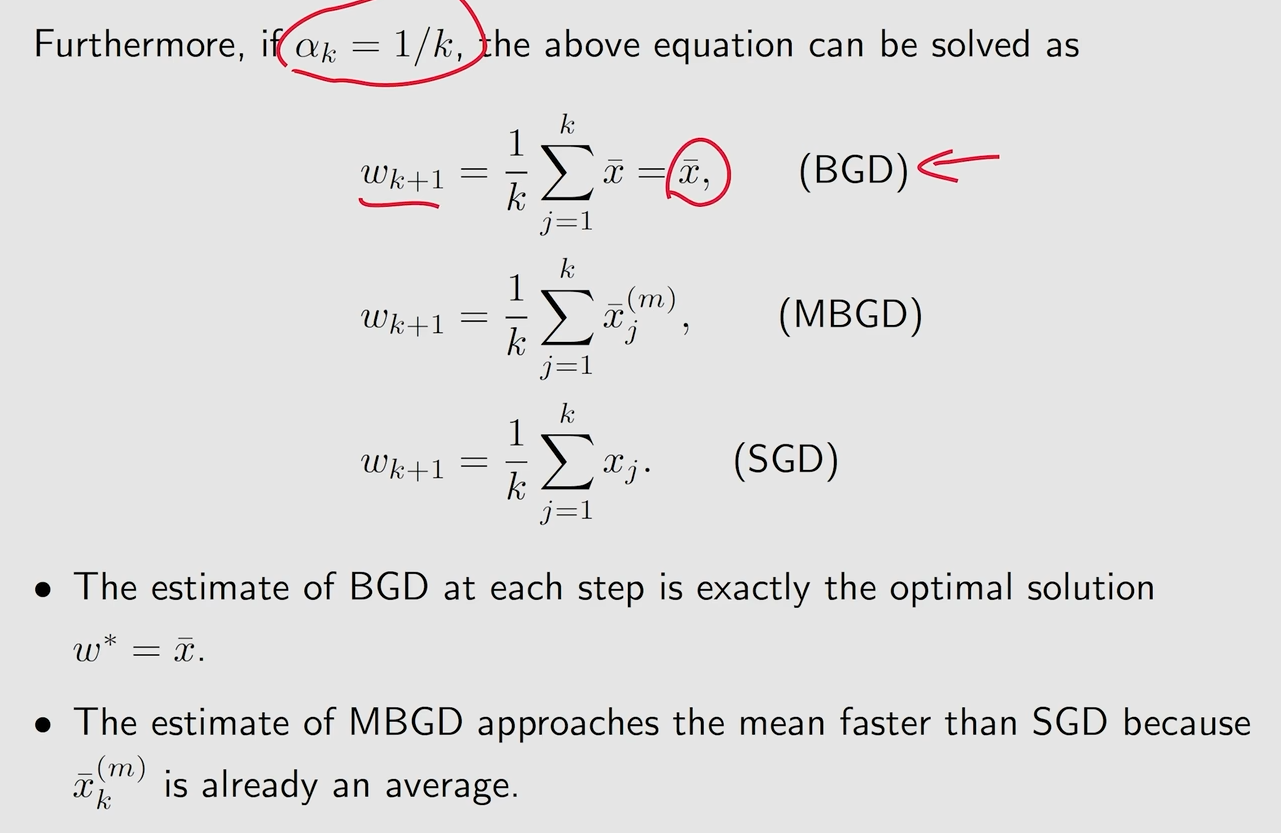 Furthermore, if α_k = 1/k, the above equation can be solved as
w_{k+1} = \frac{1}{k} \sum_{j=1}^{k} \bar{x} = \bar{x}, (BGD)
w_{k+1} = \frac{1}{k} \sum_{j=1}^{k} \bar{x}_j^{(m)}, (MBGD)
w_{k+1} = \frac{1}{k} \sum_{j=1}^{k} x_j. (SGD)
• The estimate of BGD at each step is exactly the optimal solution
w^* = \bar{x}.
• The estimate of MBGD approaches the mean faster than SGD because
\bar{x}_k^{(m)} is already an average.